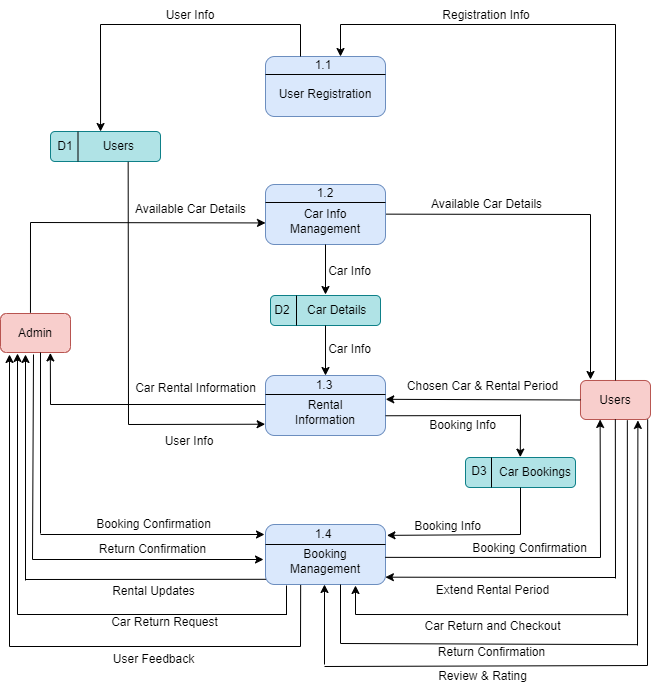 User Info
Registration Info
1.1
User Registration
D1
Users
1.2
Available Car Details
Car Info
Management
Available Car Details
Car Info
D2
Car Details
Admin
Car Info
1.3
Car Rental Information
Rental
Information
Chosen Car & Rental Period
Users
User Info
Booking Info
D3
Car Bookings
Booking Confirmation
1.4
Booking Info
Return Confirmation
Booking
Management
Booking Confirmation
Rental Updates
Extend Rental Period
Car Return Request
Car Return and Checkout
User Feedback
Return Confirmation
Review & Rating